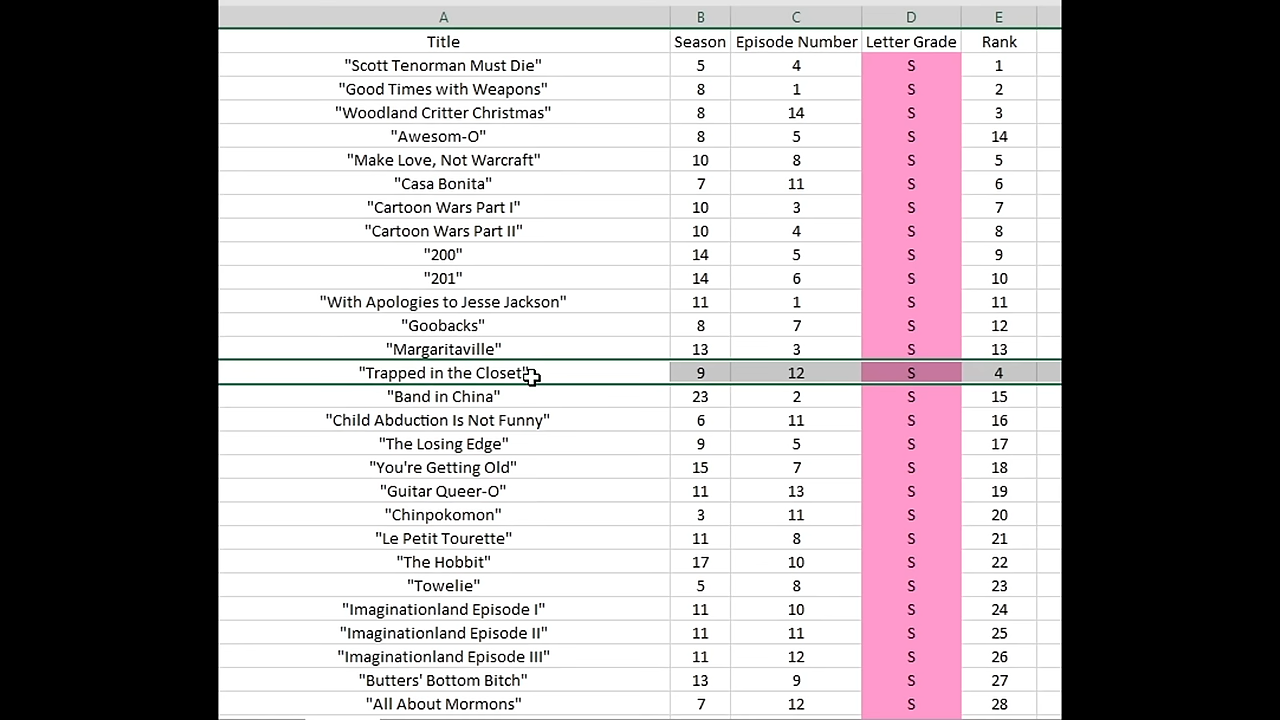 A B C D E
Title Season Episode Number Letter Grade Rank
"Scott Tenorman Must Die" 5 4 S 1
"Good Times with Weapons" 8 1 S 2
"Woodland Critter Christmas" 8 14 S 3
"Awesom-O" 8 5 S 14
"Make Love, Not Warcraft" 10 8 S 5
"Casa Bonita" 7 11 S 6
"Cartoon Wars Part I" 10 3 S 7
"Cartoon Wars Part II" 10 4 S 8
"200" 14 5 S 9
"201" 14 6 S 10
"With Apologies to Jesse Jackson" 11 1 S 11
"Goobacks" 8 7 S 12
"Margaritaville" 13 3 S 13
"Trapped in the Closet" 9 12 S 4
"Band in China" 23 2 S 15
"Child Abduction Is Not Funny" 6 11 S 16
"The Losing Edge" 9 5 S 17
"You're Getting Old" 15 7 S 18
"Guitar Queer-O" 11 13 S 19
"Chinpokomon" 3 11 S 20
"Le Petit Tourette" 11 8 S 21
"The Hobbit" 17 10 S 22
"Towelie" 5 8 S 23
"Imaginationland Episode I" 11 10 S 24
"Imaginationland Episode II" 11 11 S 25
"Imaginationland Episode III" 11 12 S 26
"Butters' Bottom Bitch" 13 9 S 27
"All About Mormons" 7 12 S 28